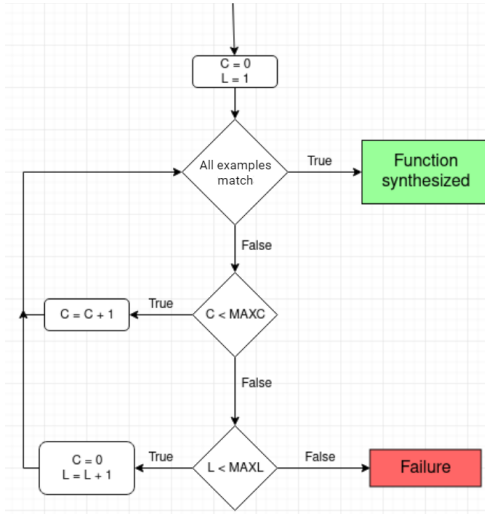 C = 0
L = 1
All examples
match
True
Function
synthesized
False
C < MAXC
True
C = C + 1
False
L < MAXL
True
C = 0
L = L + 1
False
Failure